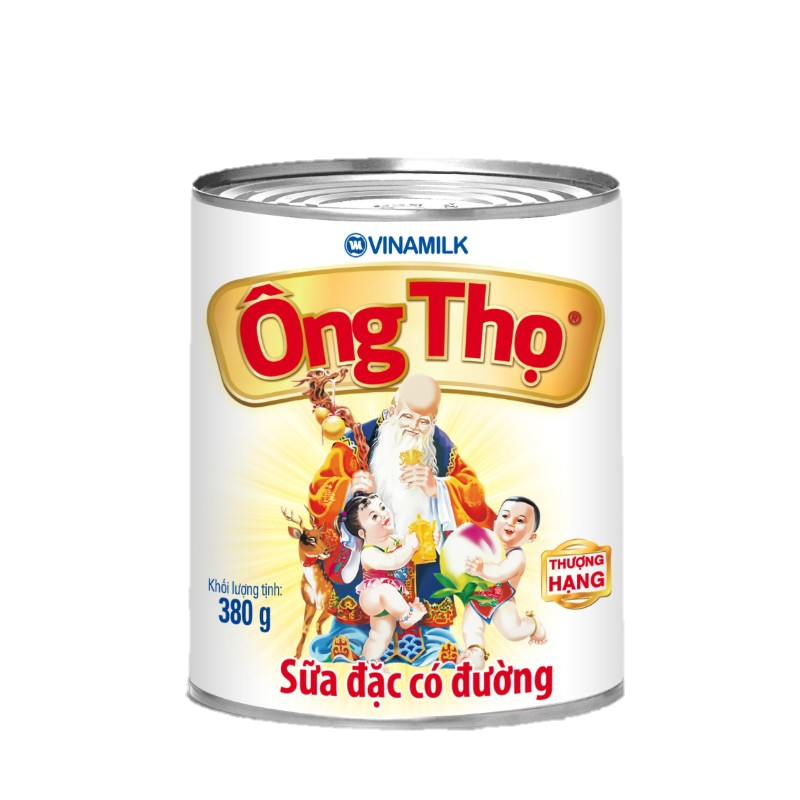 VINAMILK
Ông Thọ®
THƯỢNG
HẠNG
Khối lượng tịnh:
380 g
Sữa đặc có đường